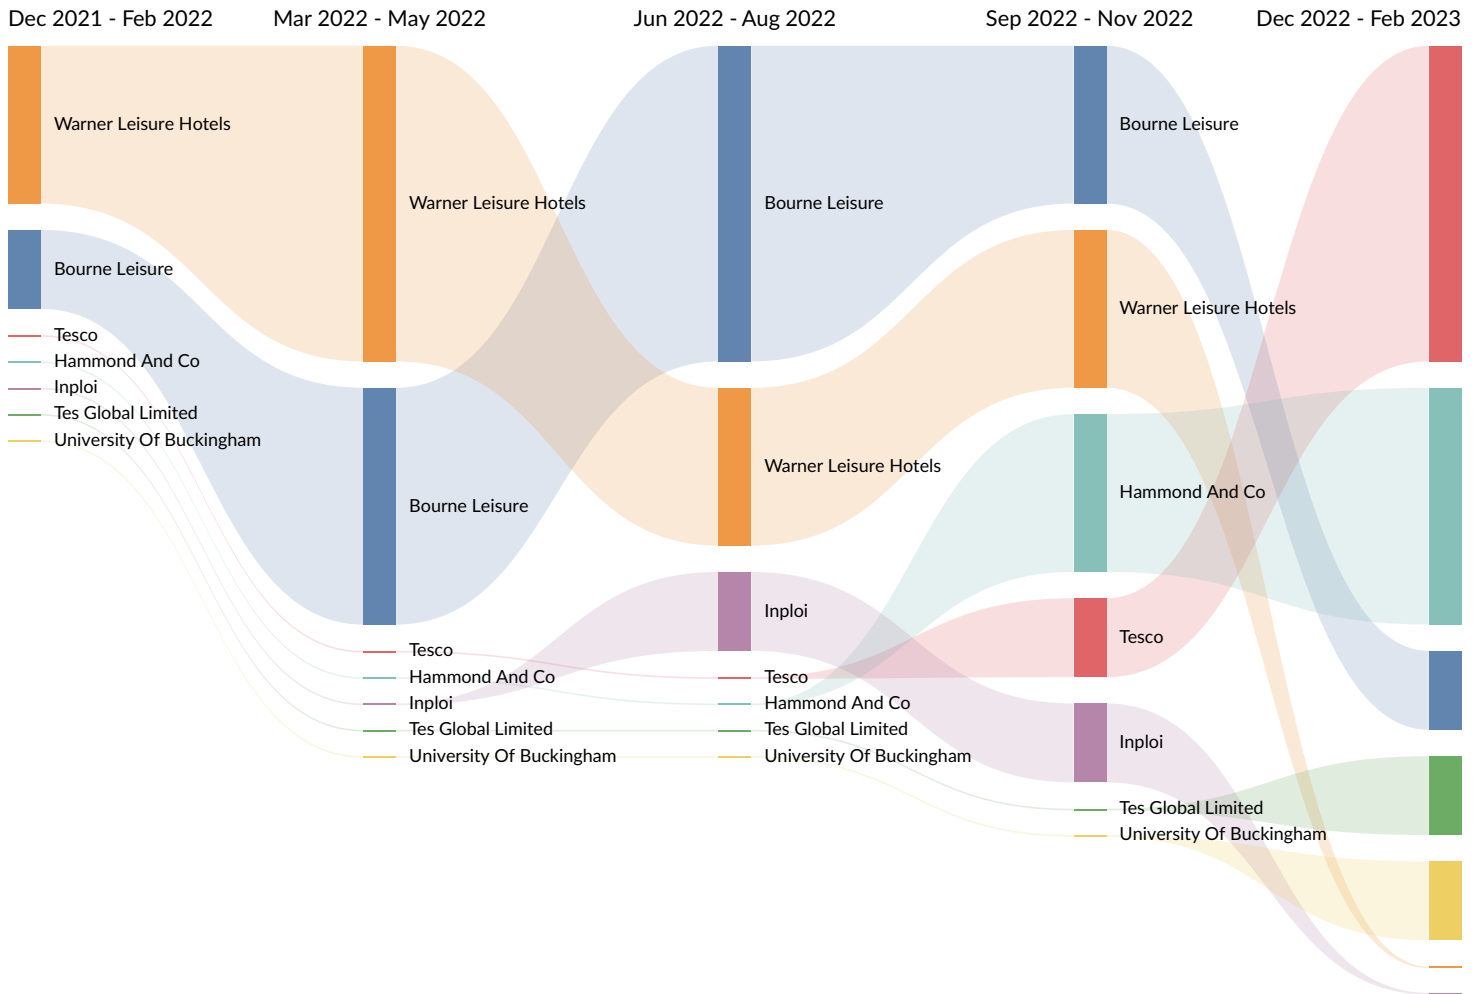 Dec 2021 - Feb 2022
Mar 2022 - May 2022
Jun 2022 - Aug 2022
Sep 2022 - Nov 2022
Dec 2022 - Feb 2023
Warner Leisure Hotels
Bourne Leisure
Tesco
Hammond And Co
Inploi
Tes Global Limited
University Of Buckingham
Warner Leisure Hotels
Bourne Leisure
Tesco
Hammond And Co
Inploi
Tes Global Limited
University Of Buckingham
Bourne Leisure
Warner Leisure Hotels
Inploi
Tesco
Hammond And Co
Tes Global Limited
University Of Buckingham
Bourne Leisure
Warner Leisure Hotels
Hammond And Co
Tesco
Inploi
Tes Global Limited
University Of Buckingham